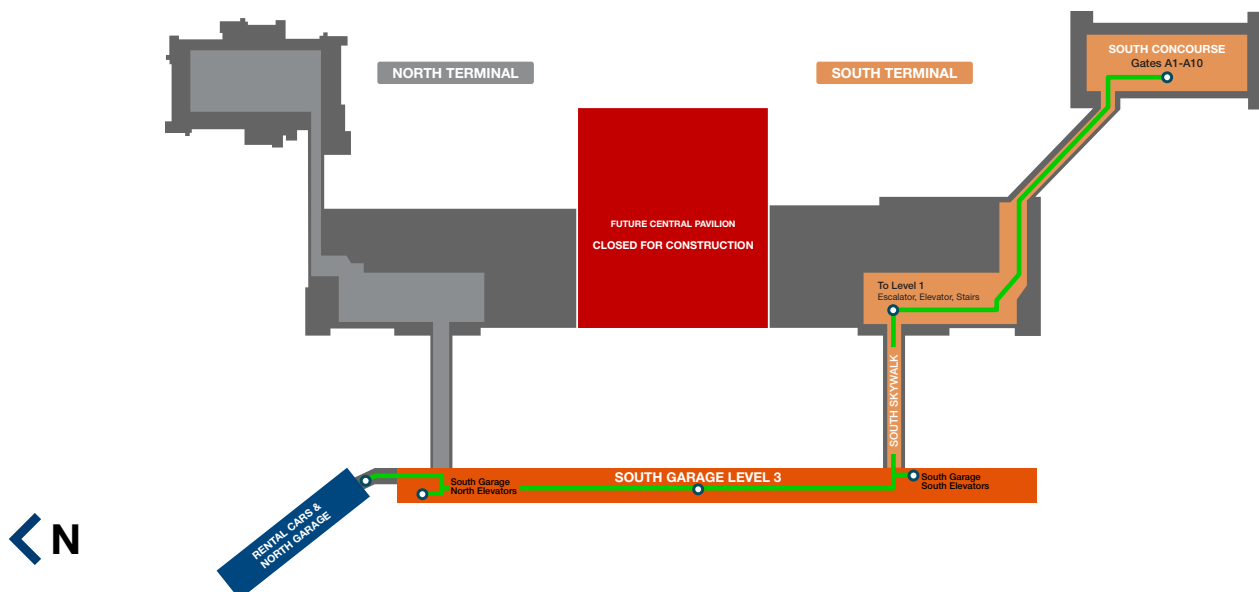 NORTH TERMINAL
SOUTH TERMINAL
SOUTH CONCOURSE
Gates A1-A10
FUTURE CENTRAL PAVILION
CLOSED FOR CONSTRUCTION
To Level 1
Escalator, Elevator, Stairs
SOUTH SKYWALK
SOUTH GARAGE LEVEL 3
South Garage
North Elevators
South Garage
South Elevators
RENTAL CARS &
NORTH GARAGE
N